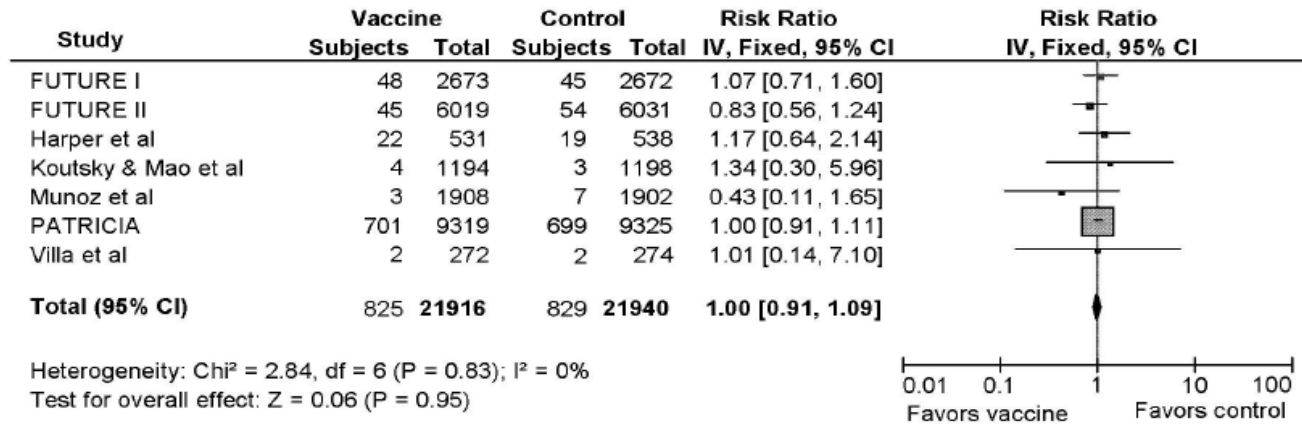 Vaccine Control Risk Ratio Risk Ratio
Study Subjects Total Subjects Total IV, Fixed, 95% CI IV, Fixed, 95% CI
FUTURE I 48 2673 45 2672 1.07 [0.71, 1.60]
FUTURE II 45 6019 54 6031 0.83 [0.56, 1.24]
Harper et al 22 531 19 538 1.17 [0.64, 2.14]
Koutsky & Mao et al 4 1194 3 1198 1.34 [0.30, 5.96]
Munoz et al 3 1908 7 1902 0.43 [0.11, 1.65]
PATRICIA 701 9319 699 9325 1.00 [0.91, 1.11]
Villa et al 2 272 2 274 1.01 [0.14, 7.10]
Total (95% CI) 825 21916 829 21940 1.00 [0.91, 1.09]
Heterogeneity: Chi² = 2.84, df = 6 (P = 0.83); I² = 0%
Test for overall effect: Z = 0.06 (P = 0.95)
0.01 0.1 1 10 100
Favors vaccine Favors control